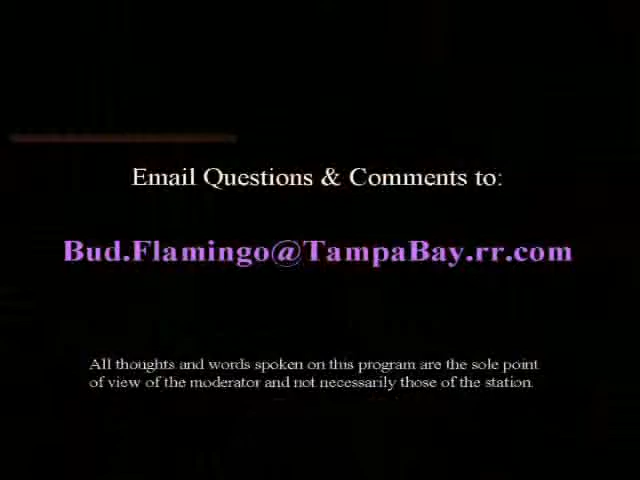 Email Questions & Comments to:
Bud.Flamingo@TampaBay.rr.com
All thoughts and words spoken on this program are the sole point
of view of the moderator and not necessarily those of the station.